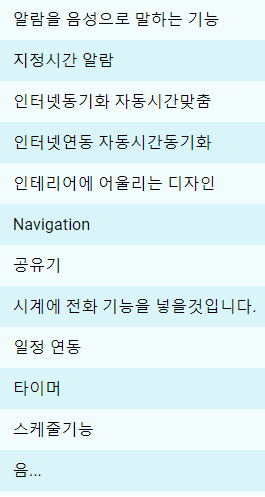 알람을 음성으로 말하는 기능
지정시간 알람
인터넷동기화 자동시간맞춤
인터넷연동 자동시간동기화
인테리어에 어울리는 디자인
Navigation
공유기
시계에 전화 기능을 넣을것입니다.
일정 연동
타이머
스케줄기능
음...